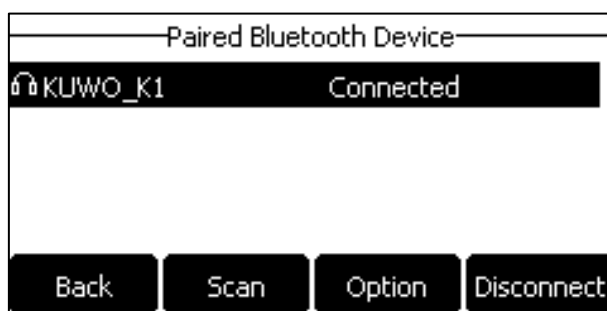 Paired Bluetooth Device
KUWO_K1 Connected
Back Scan Option Disconnect